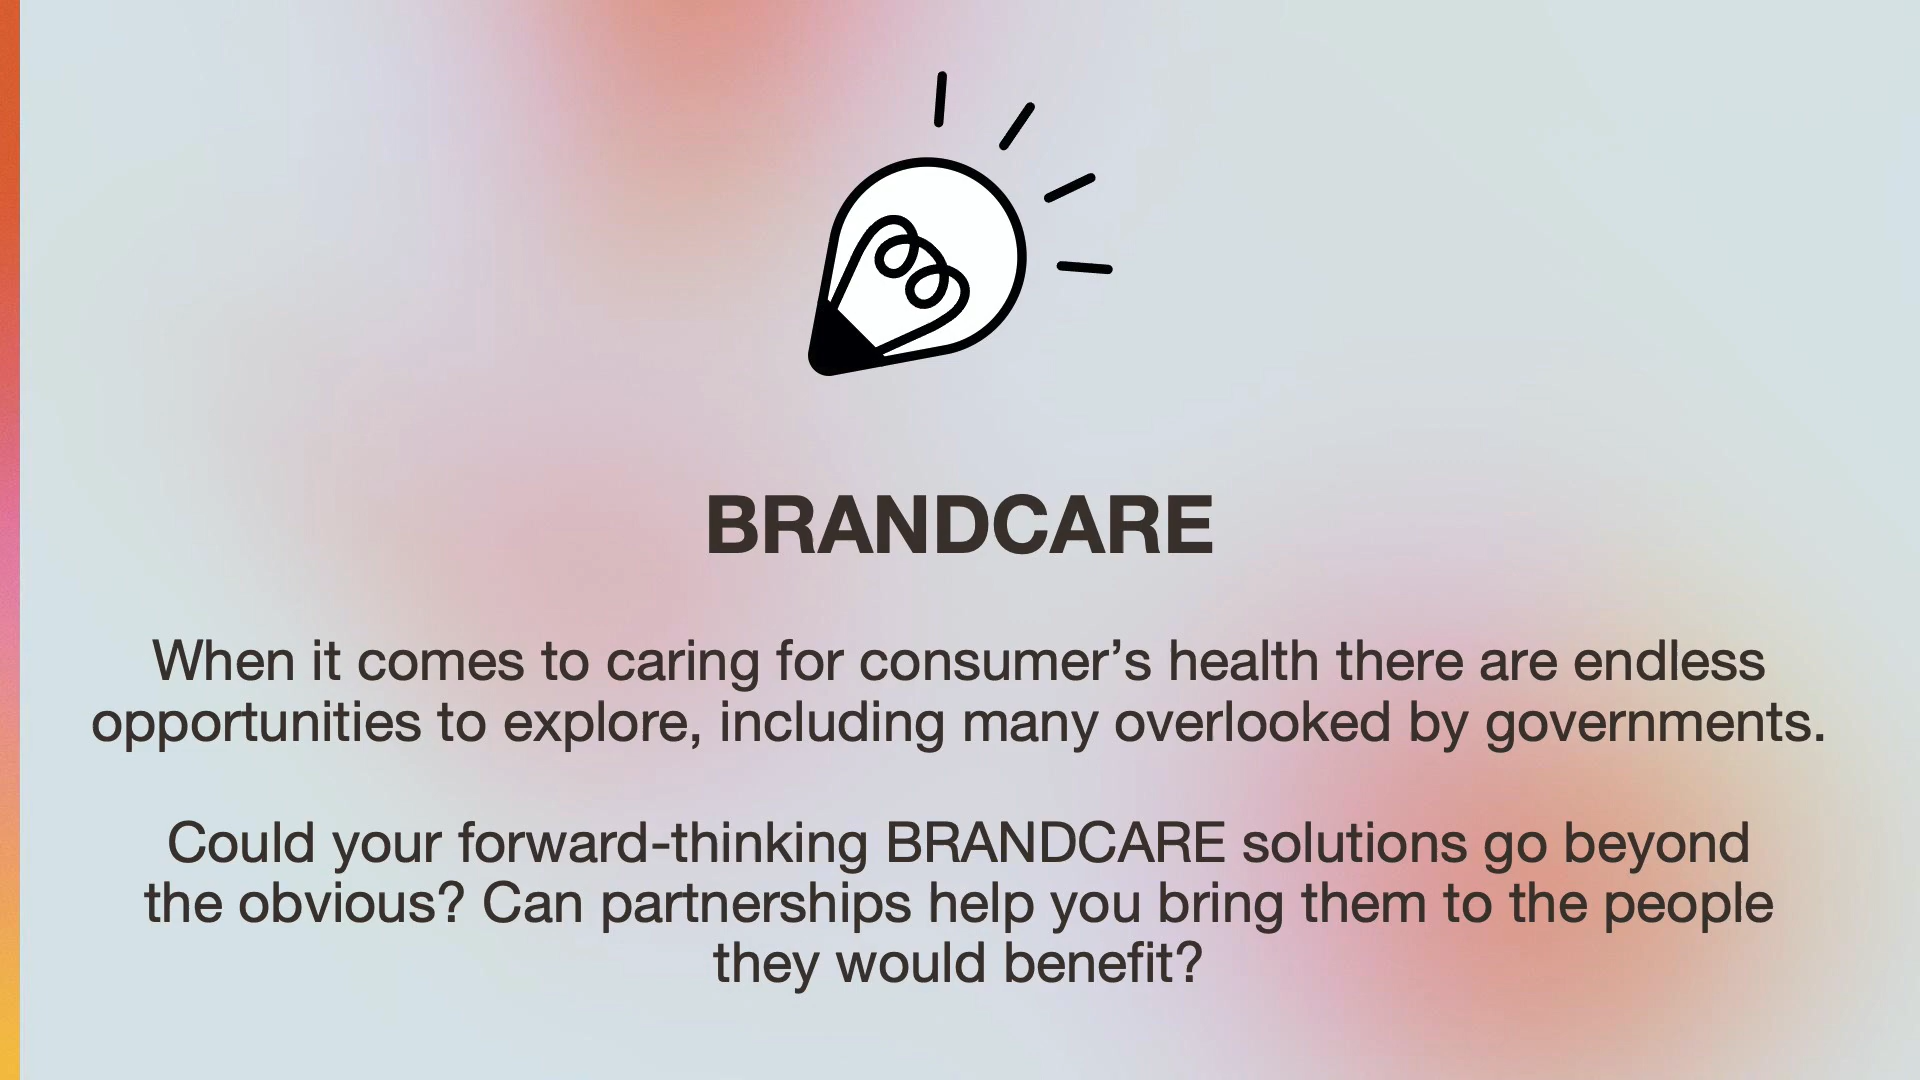 BRANDCARE
When it comes to caring for consumer’s health there are endless
opportunities to explore, including many overlooked by governments.
Could your forward-thinking BRANDCARE solutions go beyond
the obvious? Can partnerships help you bring them to the people
they would benefit?